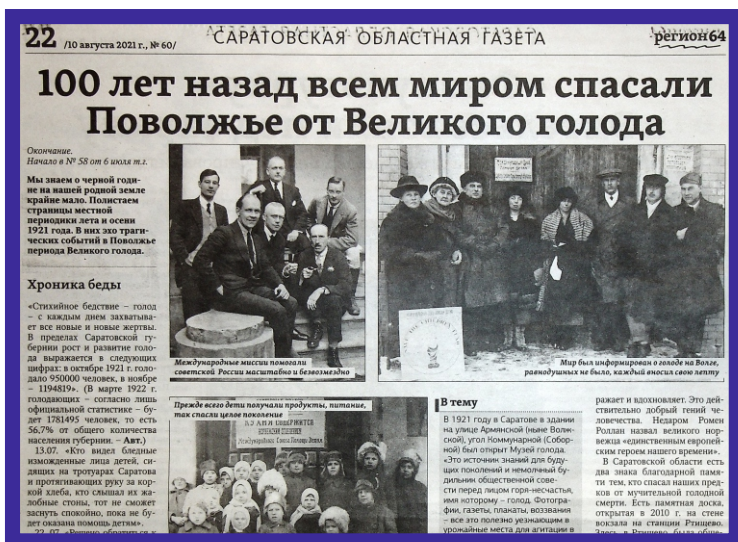 22 /10 августа 2021 г., № 60/
САРАТОВСКАЯ ОБЛАСТНАЯ ГАЗЕТА
регион64
100 лет назад всем миром спасали
Поволжье от Великого голода
Окончание.
Начало в № 58 от 6 июля т.г.
Мы знаем о черной годи-
не на нашей родной земле
крайне мало. Полистаем
страницы местной
периодики лета и осени
1921 года. В них эхо траги-
ческих событий в Поволжье
периода Великого голода.
Хроника беды
«Стихийное бедствие – голод
– с каждым днем захватыва-
ет все новые и новые жертвы.
В пределах Саратовской гу-
бернии рост и развитие голо-
да выражается в следующих
цифрах: в октябре 1921 г. голо-
дало 950000 человек, в ноябре
– 1194819». (В марте 1922 г.
голодающих – согласно лишь
официальной статистике – бу-
дет 1781495 человек, то есть
56,7% от общего количества
населения губернии. – Авт.)
13.07. «Кто видел бледные
изможденные лица детей, си-
дящих на тротуарах Саратова
и протягивающих руку за кор-
кой хлеба, кто слышал их жа-
лобные стоны, тот не сможет
заснуть спокойно, пока не бу-
дет оказана помощь детям».
Международные миссии помогали
советской России масштабно и безвозмездно
Мир был информирован о голоде на Волге,
равнодушных не было, каждый вносил свою лепту
Прежде всего дети получали продукты, питание,
так спасли целое поколение
В тему
В 1921 году в Саратове в здании
на улице Армянской (ныне Волж-
ской), угол Коммунарной (Собор-
ной) был открыт Музей голода.
«Это источник знаний для буду-
щих поколений и немолчный бу-
дильник общественной сове-
сти перед лицом горя-несчастья,
имя которому – голод. Фотогра-
фии, газеты, плакаты, воззвания
– все это полезно уезжающим в
урожайные места для агитации в
ражает и вдохновляет. Это дей-
ствительно добрый гений че-
ловечества. Недаром Ромен
Роллан назвал великого нор-
вежца «единственным европей-
ским героем нашего времени».
В Саратовской области есть
два знака благодарной памя-
ти тем, кто спасал наших пред-
ков от мучительной голодной
смерти. Есть памятная доска,
открытая в 2010 г. на стене
вокзала на станции Ртищево.